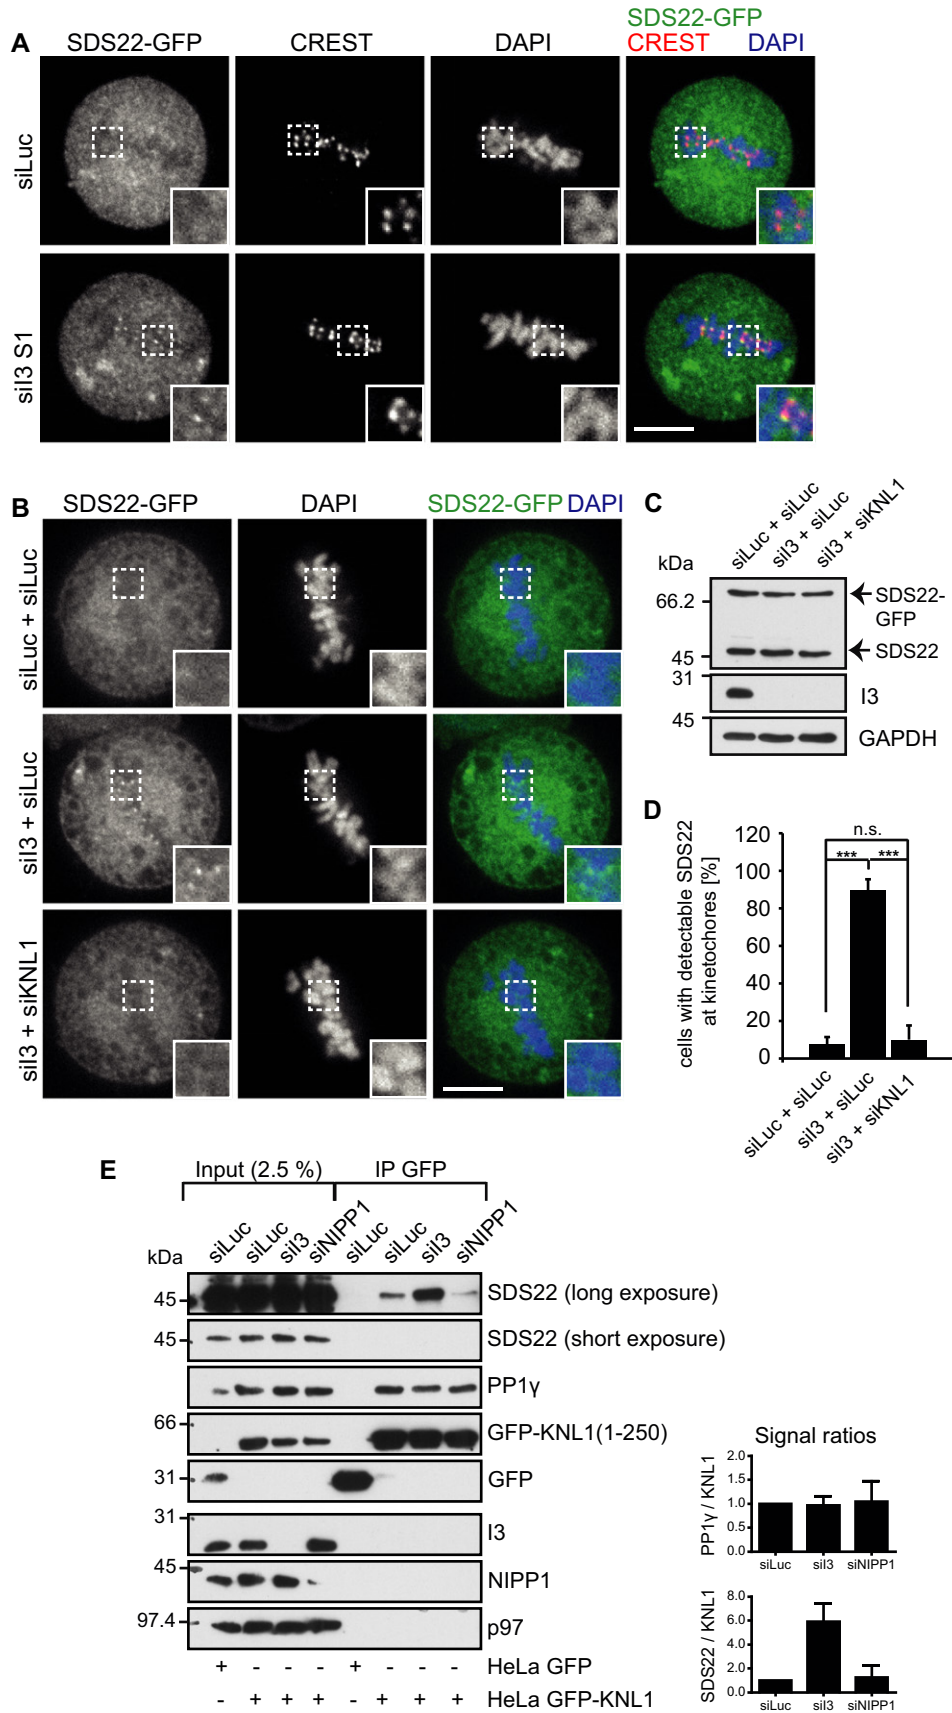 A
SDS22-GFP
CREST
DAPI
SDS22-GFP
CREST DAPI
siLuc
siI3 S1
B
SDS22-GFP
DAPI
SDS22-GFP DAPI
siLuc + siLuc
siI3 + siLuc
siI3 + siKNL1
C
siLuc + siLuc
siI3 + siLuc
siI3 + siKNL1
kDa
66.2
SDS22-
GFP
45
SDS22
31
I3
45
GAPDH
D
cells with detectable SDS22
at kinetochores [%]
120
100
80
60
40
20
0
n.s.
*** ***
siLuc + siLuc
siI3 + siLuc
siI3 + siKNL1
E
Input (2.5 %)
IP GFP
kDa
siLuc siLuc siI3 siNIPP1 siLuc siLuc siI3 siNIPP1
45 SDS22 (long exposure)
45 SDS22 (short exposure)
PP1γ
66 GFP-KNL1(1-250)
31 GFP
31 I3
45 NIPP1
97.4 p97
+ - - - + - - - HeLa GFP
- + + + - + + + HeLa GFP-KNL1
Signal ratios
PP1γ / KNL1
2.0
1.5
1.0
0.5
0.0
siLuc siI3 siNIPP1
SDS22 / KNL1
8.0
6.0
4.0
2.0
0.0
siLuc siI3 siNIPP1